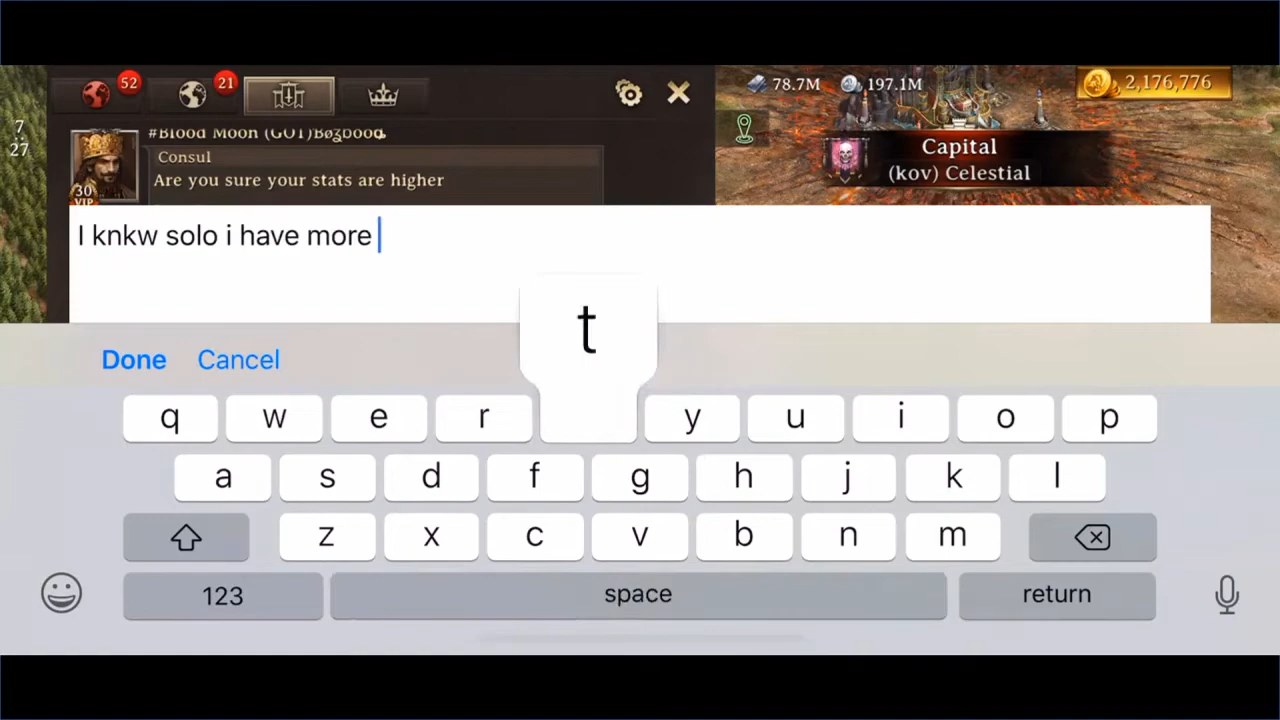 52
21
78.7M
197.1M
2,176,776
7
27
#Blood Moon (GOT)Bøʒbood
Consul
Are you sure your stats are higher
30
VIP
Capital
(kov) Celestial
I knkw solo i have more
t
Done Cancel
q w e r y u i o p
a s d f g h j k l
z x c v b n m
123 space return